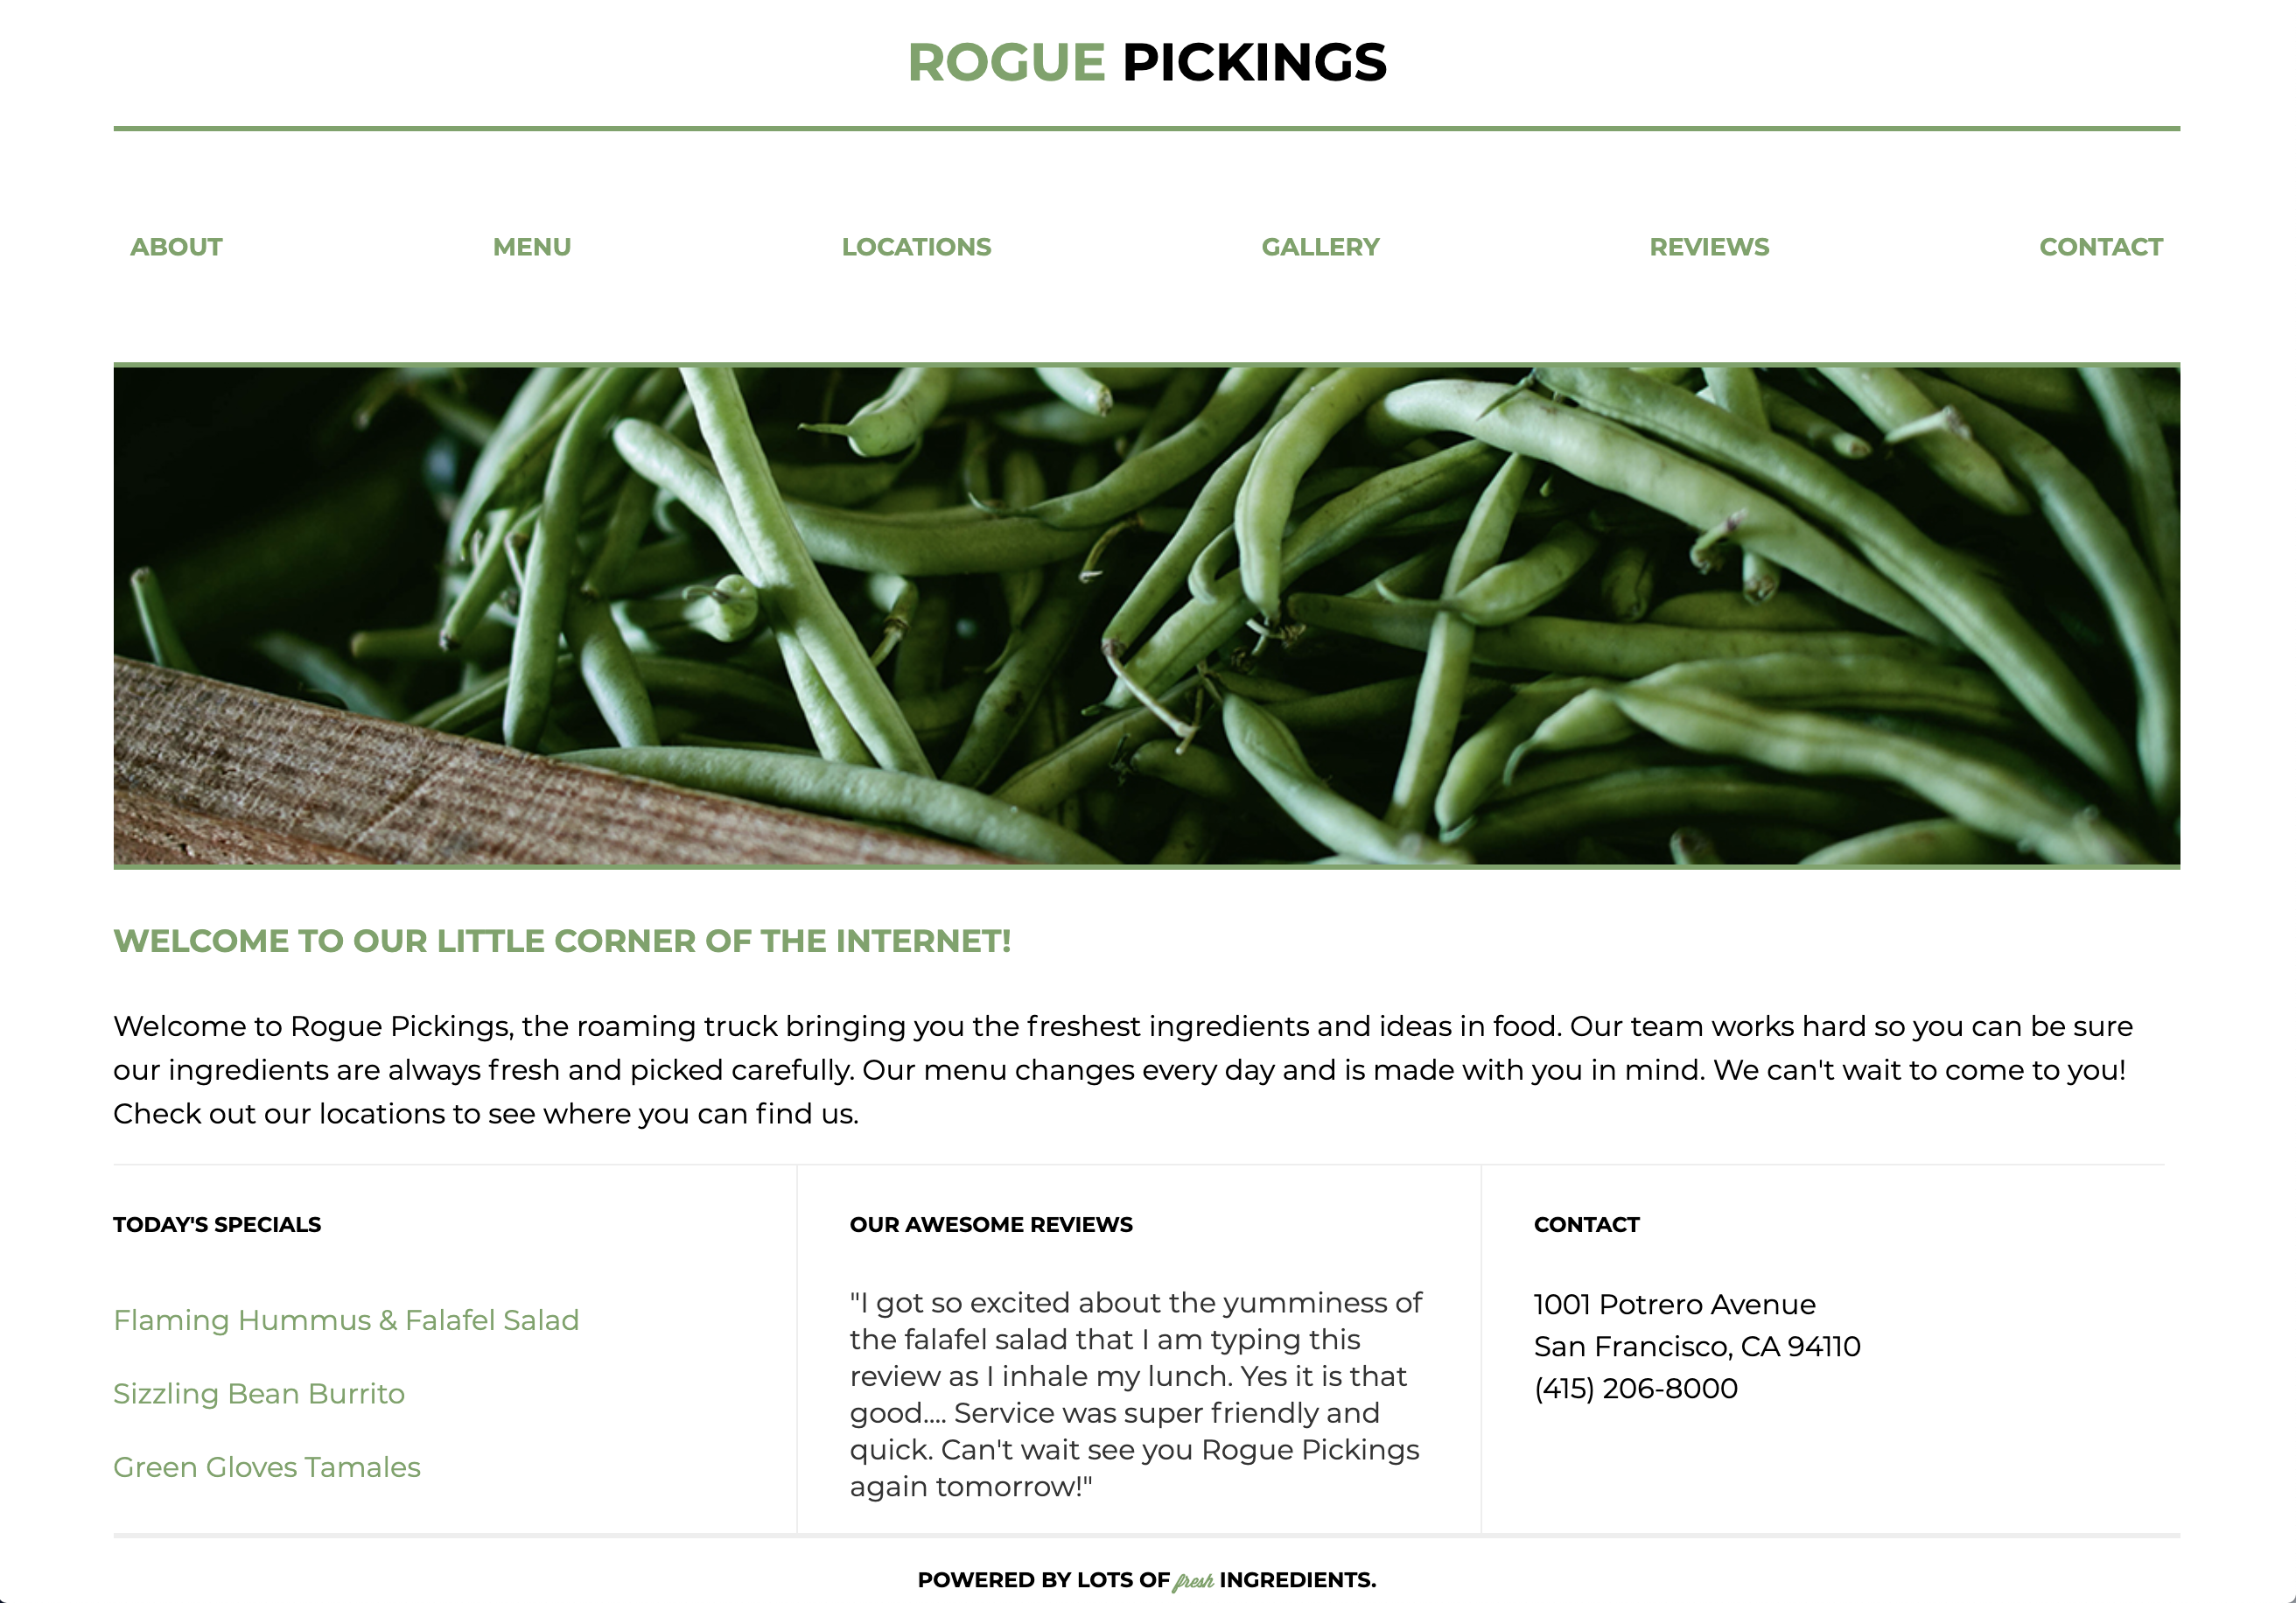 ROGUE PICKINGS
ABOUT MENU LOCATIONS GALLERY REVIEWS CONTACT
WELCOME TO OUR LITTLE CORNER OF THE INTERNET!
Welcome to Rogue Pickings, the roaming truck bringing you the freshest ingredients and ideas in food. Our team works hard so you can be sure
our ingredients are always fresh and picked carefully. Our menu changes every day and is made with you in mind. We can't wait to come to you!
Check out our locations to see where you can find us.
TODAY'S SPECIALS
Flaming Hummus & Falafel Salad
Sizzling Bean Burrito
Green Gloves Tamales
OUR AWESOME REVIEWS
"I got so excited about the yumminess of
the falafel salad that I am typing this
review as I inhale my lunch. Yes it is that
good.... Service was super friendly and
quick. Can't wait see you Rogue Pickings
again tomorrow!"
CONTACT
1001 Potrero Avenue
San Francisco, CA 94110
(415) 206-8000
POWERED BY LOTS OF fresh INGREDIENTS.